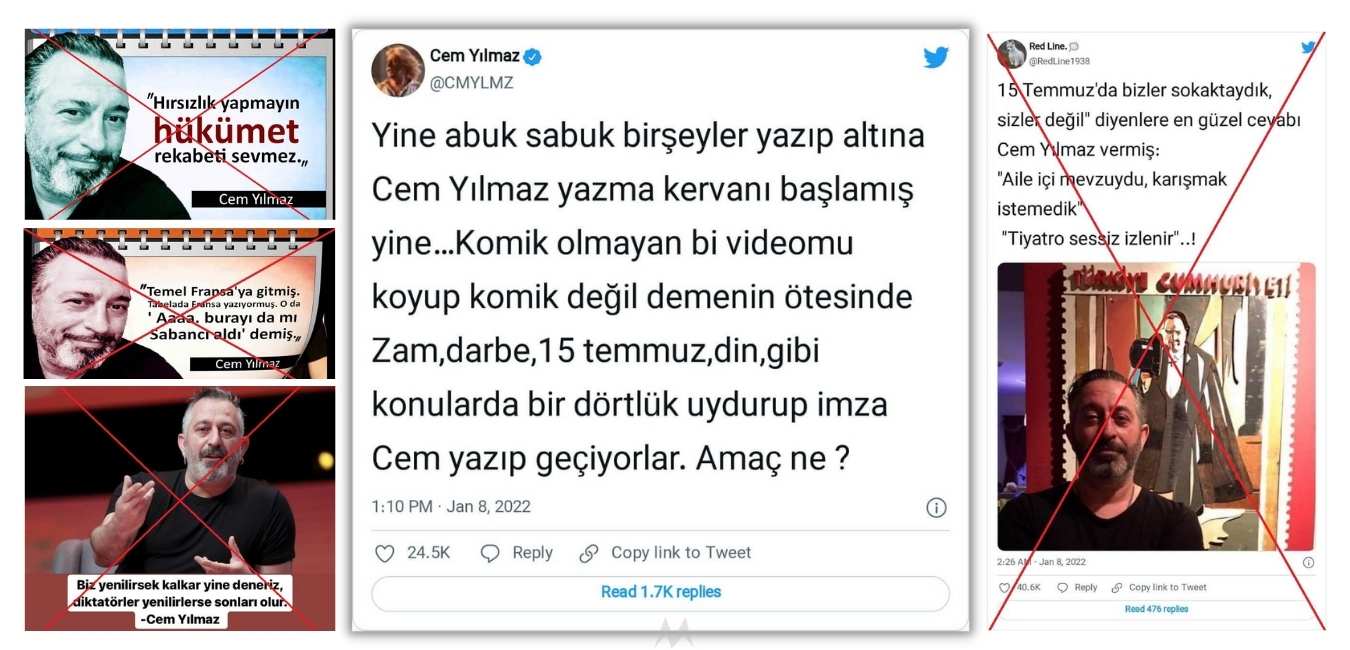 "Hırsızlık yapmayın
hükümet
rekabeti sevmez.„
Cem Yılmaz
"Temel Fransa'ya gitmiş.
Tabelada Fransa yazıyormuş. O da
' Aaaa, burayı da mı
Sabancı aldı' demiş.„
Cem Yılmaz
Biz yenilirsek kalkar yine deneriz,
diktatörler yenilirlerse sonları olur.
-Cem Yılmaz
Cem Yılmaz
@CMYLMZ
Yine abuk sabuk birşeyler yazıp altına
Cem Yılmaz yazma kervanı başlamış
yine...Komik olmayan bi videomu
koyup komik değil demenin ötesinde
Zam,darbe,15 temmuz,din,gibi
konularda bir dörtlük uydurup imza
Cem yazıp geçiyorlar. Amaç ne ?
1:10 PM · Jan 8, 2022
24.5K Reply Copy link to Tweet
Read 1.7K replies
Red Line.
@RedLine1938
15 Temmuz'da bizler sokaktaydık,
sizler değil" diyenlere en güzel cevabı
Cem Yılmaz vermiş:
"Aile içi mevzuydu, karışmak
istemedik"
"Tiyatro sessiz izlenir"..!
TÜRKİYE CUMHURİYETİ
2:26 AM · Jan 8, 2022
40.6K Reply Copy link to Tweet
Read 476 replies